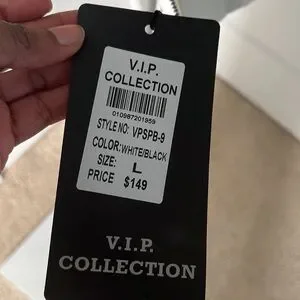 V.I.P.
COLLECTION
010987201959
STYLE NO: VPSPB-9
COLOR: WHITE/BLACK
SIZE: L
PRICE $149
V.I.P.
COLLECTION